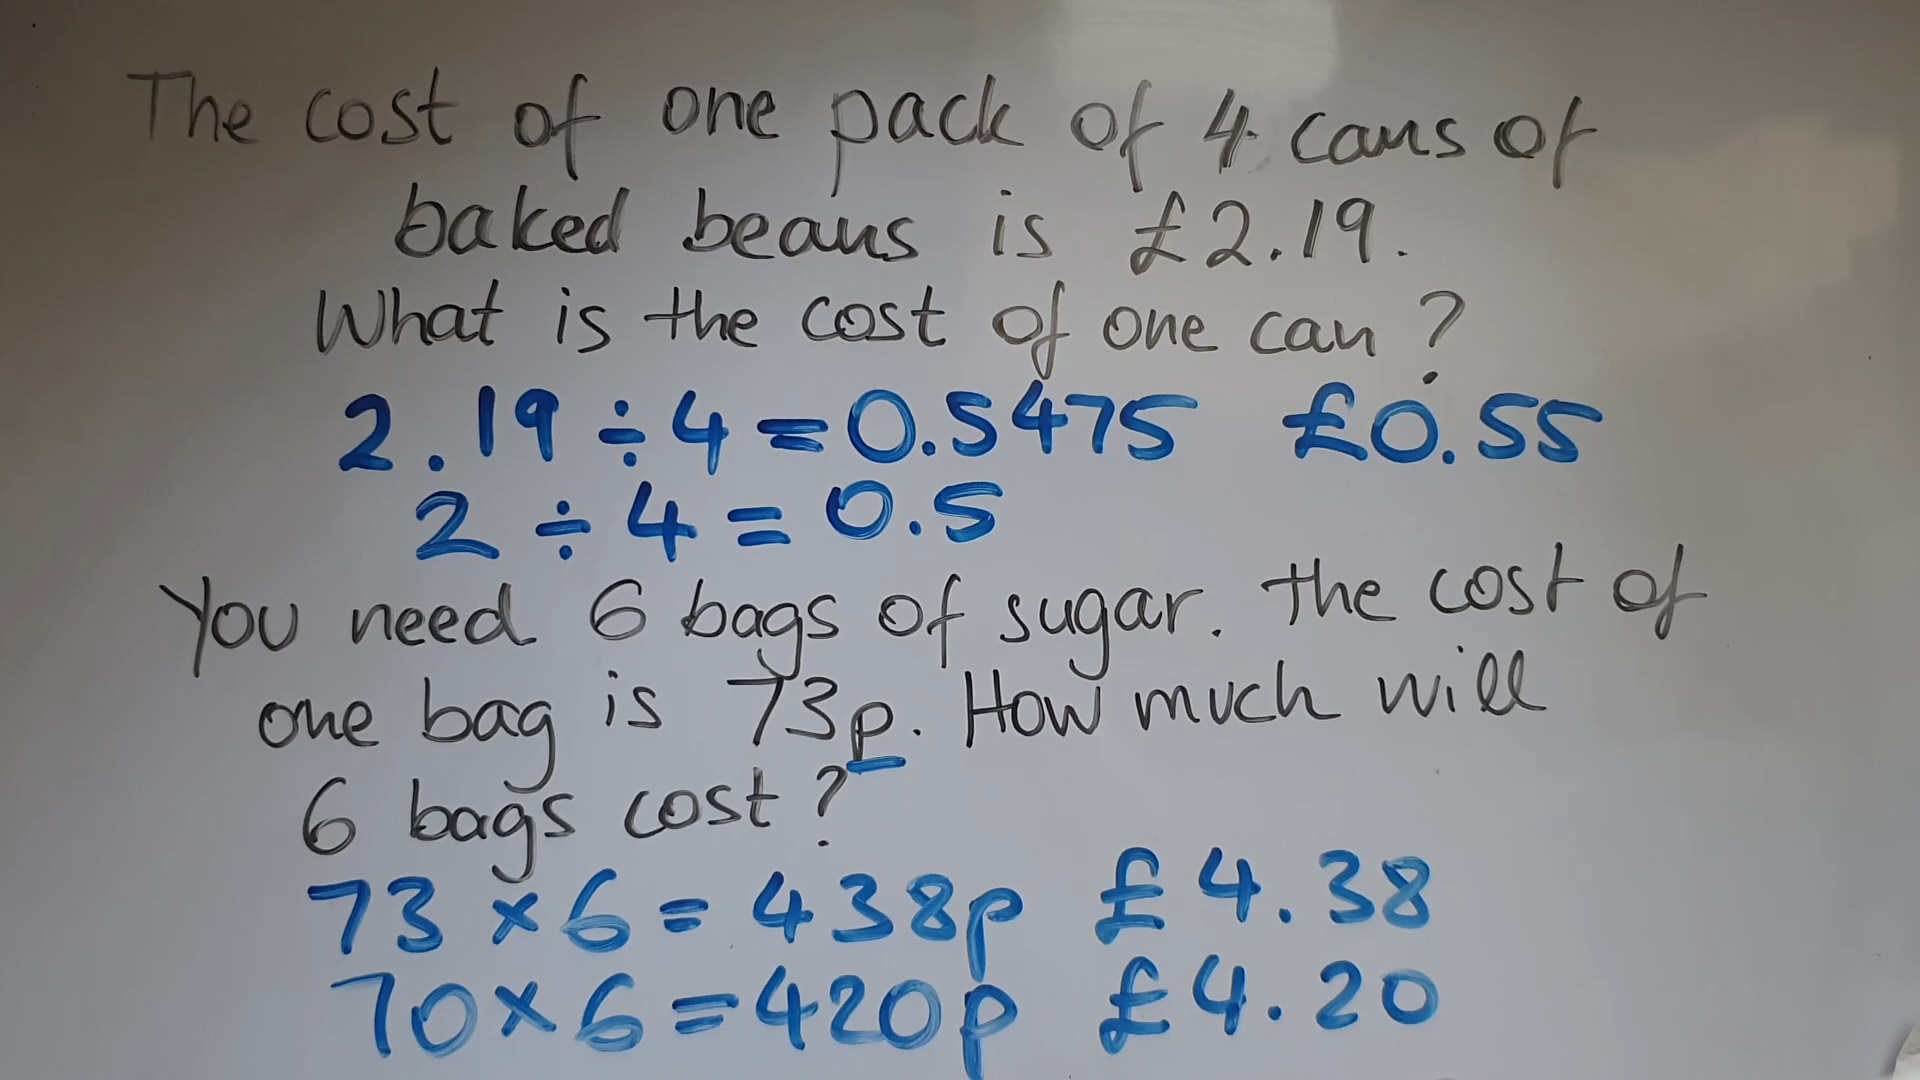 The cost of one pack of 4 cans of
baked beans is £2.19.
What is the cost of one can?
2.19 ÷ 4 = 0.5475 £0.55
2 ÷ 4 = 0.5
You need 6 bags of sugar. The cost of
one bag is 73p. How much will
6 bags cost?
73 × 6 = 438p £4.38
70 × 6 = 420p £4.20